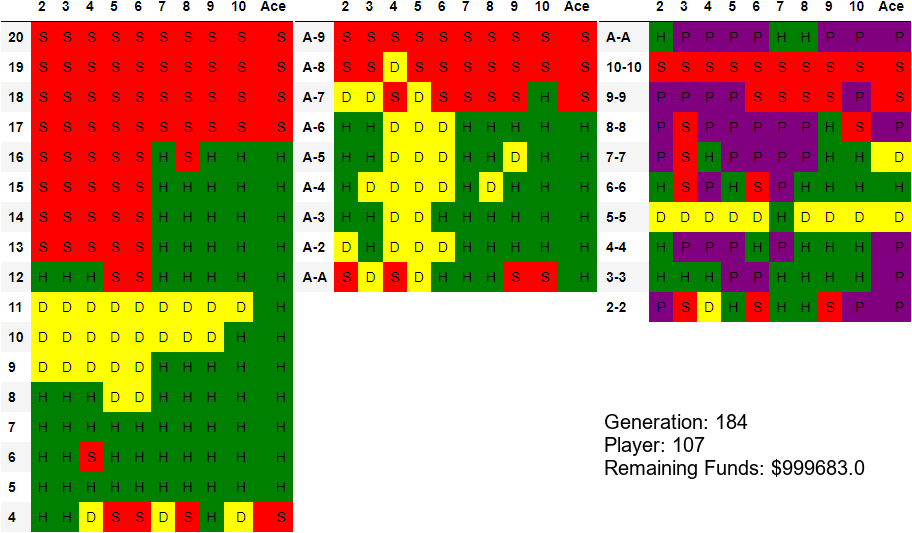 2 3 4 5 6 7 8 9 10 Ace
20 S S S S S S S S S S
19 S S S S S S S S S S
18 S S S S S S S S S S
17 S S S S S S S S S S
16 S S S S S H S H H H
15 S S S S S H H H H H
14 S S S S S H H H H H
13 S S S S S H H H H H
12 H H H S S H H H H H
11 D D D D D D D D D H
10 D D D D D D D D H H
9 D D D D D H H H H H
8 H H H D D H H H H H
7 H H H H H H H H H H
6 H H S H H H H H H H
5 H H H H H H H H H H
4 H H D S S D S H D S
2 3 4 5 6 7 8 9 10 Ace
A-9 S S S S S S S S S S
A-8 S S D S S S S S S S
A-7 D D S D S S S S H S
A-6 H H D D D H H H H H
A-5 H H D D D H H D H H
A-4 H D D D D H D H H H
A-3 H H D D H H H H H H
A-2 D H D D D H H H H H
A-A S D S D H H H S S H
2 3 4 5 6 7 8 9 10 Ace
A-A H P P P P H H P P P
10-10 S S S S S S S S S S
9-9 P P P P S S S S P S
8-8 P S P P P P P H S P
7-7 P S H P P P P H H D
6-6 H S P H S P H H H H
5-5 D D D D D H D D D D
4-4 H P P P H P H H H P
3-3 H H H P P H H H H P
2-2 P S D H S H H S P P
Generation: 184
Player: 107
Remaining Funds: $999683.0